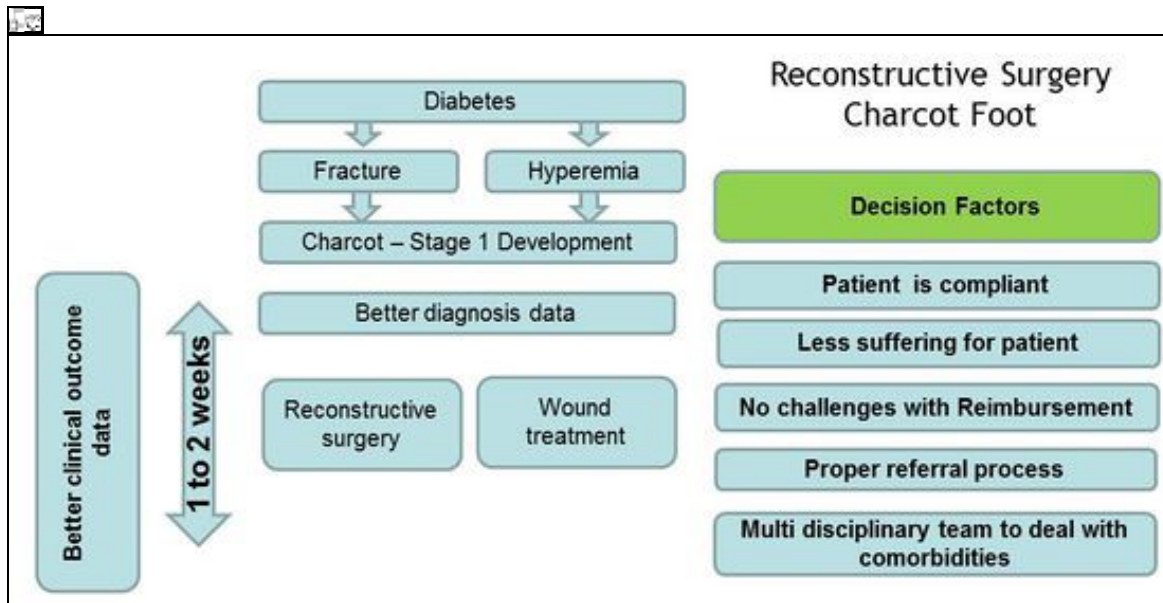 Reconstructive Surgery
Charcot Foot
Diabetes
Fracture
Hyperemia
Charcot – Stage 1 Development
Better diagnosis data
Reconstructive
surgery
Wound
treatment
Better clinical outcome
data
1 to 2 weeks
Decision Factors
Patient is compliant
Less suffering for patient
No challenges with Reimbursement
Proper referral process
Multi disciplinary team to deal with
comorbidities